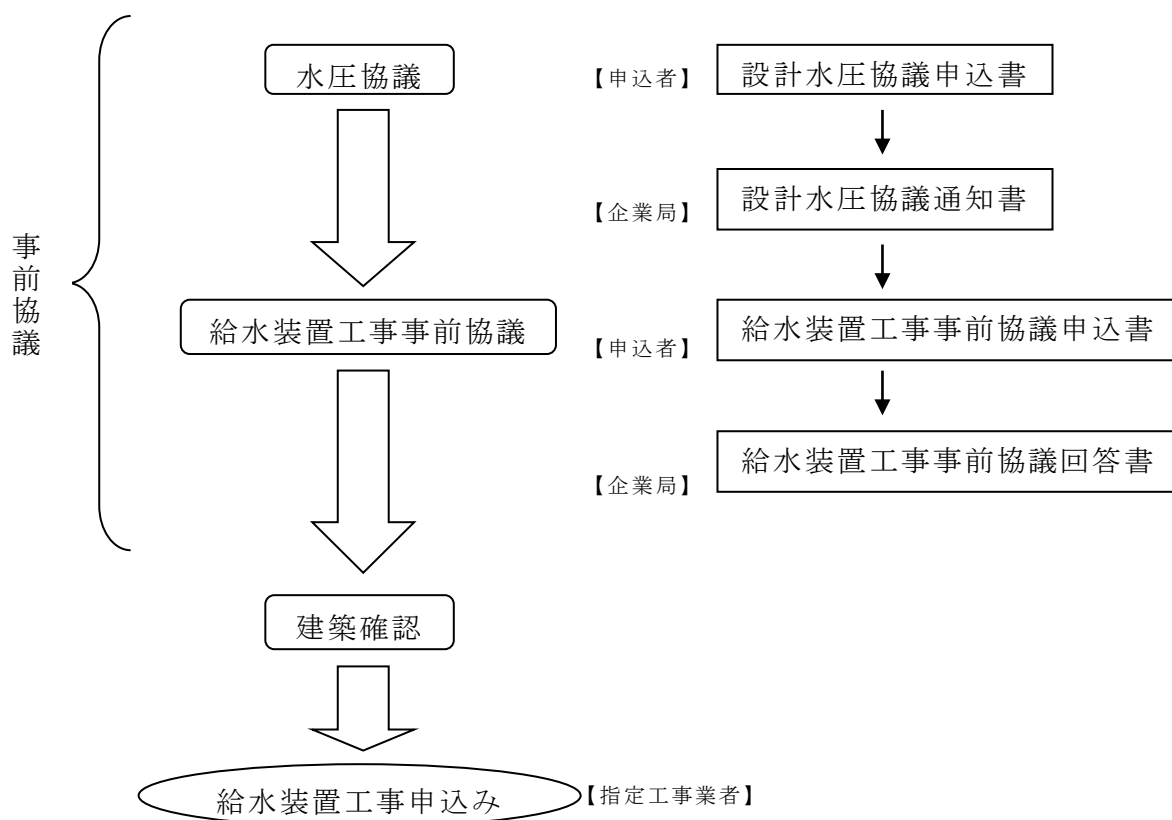 事前協議
水圧協議
【申込者】
設計水圧協議申込書
【企業局】
設計水圧協議通知書
給水装置工事事前協議
【申込者】
給水装置工事事前協議申込書
【企業局】
給水装置工事事前協議回答書
建築確認
給水装置工事申込み
【指定工事業者】